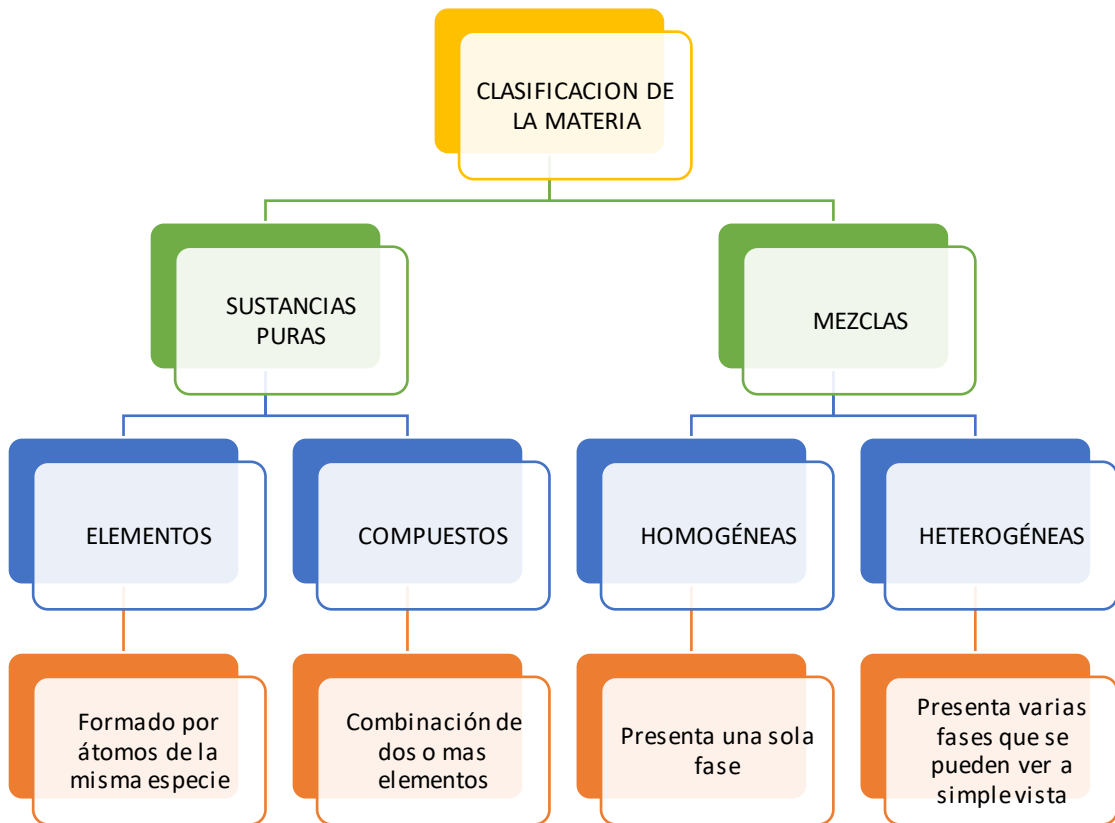 CLASIFICACION DE
LA MATERIA
SUSTANCIAS
PURAS
MEZCLAS
ELEMENTOS
COMPUESTOS
HOMOGÉNEAS
HETEROGÉNEAS
Formado por
átomos de la
misma especie
Combinación de
dos o mas
elementos
Presenta una sola
fase
Presenta varias
fases que se
pueden ver a
simple vista